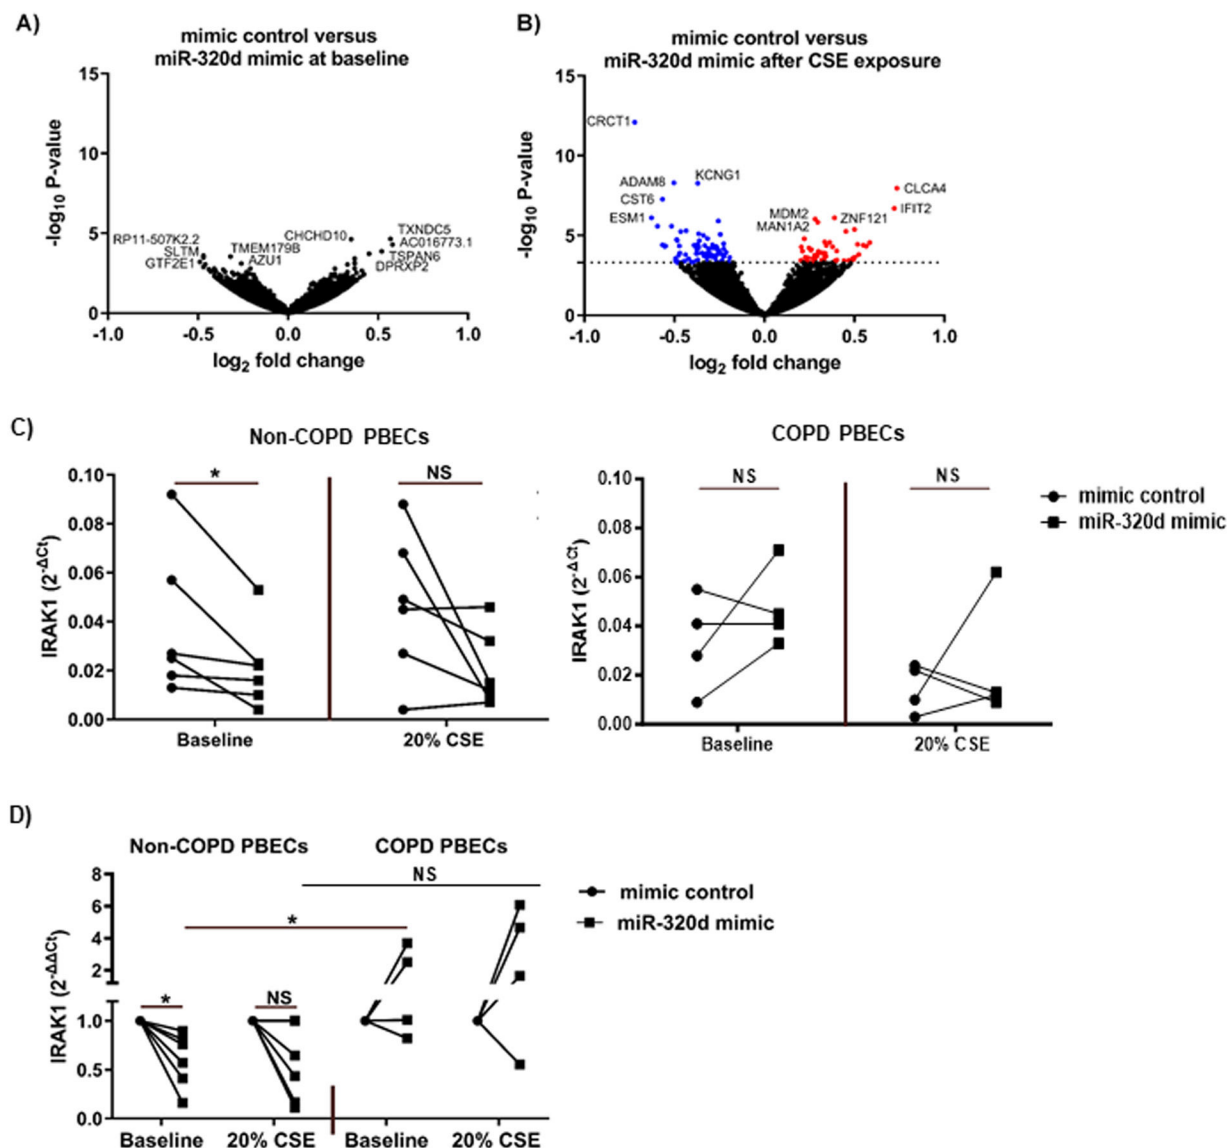 A)
mimic control versus
miR-320d mimic at baseline
15
10
5
0
-log10 P-value
RP11-507K2.2
SLTM
GTF2E1
TMEM179B
AZU1
CHCHD10
TXNDC5
AC016773.1
TSPAN6
DPRXP2
-1.0 -0.5 0.0 0.5 1.0
log2 fold change
B)
mimic control versus
miR-320d mimic after CSE exposure
15
10
5
0
-log10 P-value
CRCT1
ADAM8
KCNG1
CST6
ESM1
CLCA4
IFIT2
MDM2
ZNF121
MAN1A2
-1.0 -0.5 0.0 0.5 1.0
log2 fold change
C)
Non-COPD PBECs
IRAK1 (2-ΔCt)
0.10
0.08
0.06
0.04
0.02
0.00
*
NS
Baseline 20% CSE
COPD PBECs
IRAK1 (2-ΔCt)
0.10
0.08
0.06
0.04
0.02
0.00
NS
NS
Baseline 20% CSE
mimic control
miR-320d mimic
D)
Non-COPD PBECs COPD PBECs
IRAK1 (2-ΔΔCt)
8
6
4
2
1.0
0.5
0.0
NS
*
*
NS
Baseline 20% CSE Baseline 20% CSE
mimic control
miR-320d mimic